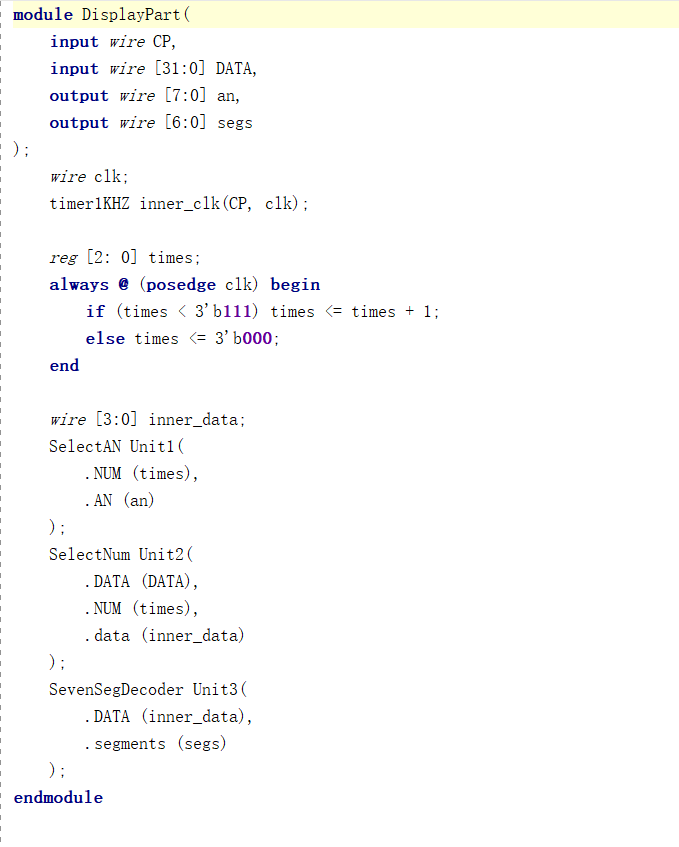 module DisplayPart(
    input wire CP,
    input wire [31:0] DATA,
    output wire [7:0] an,
    output wire [6:0] segs
);
    wire clk;
    timer1KHZ inner_clk(CP, clk);

    reg [2: 0] times;
    always @ (posedge clk) begin
        if (times < 3'b111) times <= times + 1;
        else times <= 3'b000;
    end

    wire [3:0] inner_data;
    SelectAN Unit1(
        .NUM (times),
        .AN (an)
    );
    SelectNum Unit2(
        .DATA (DATA),
        .NUM (times),
        .data (inner_data)
    );
    SevenSegDecoder Unit3(
        .DATA (inner_data),
        .segments (segs)
    );
endmodule